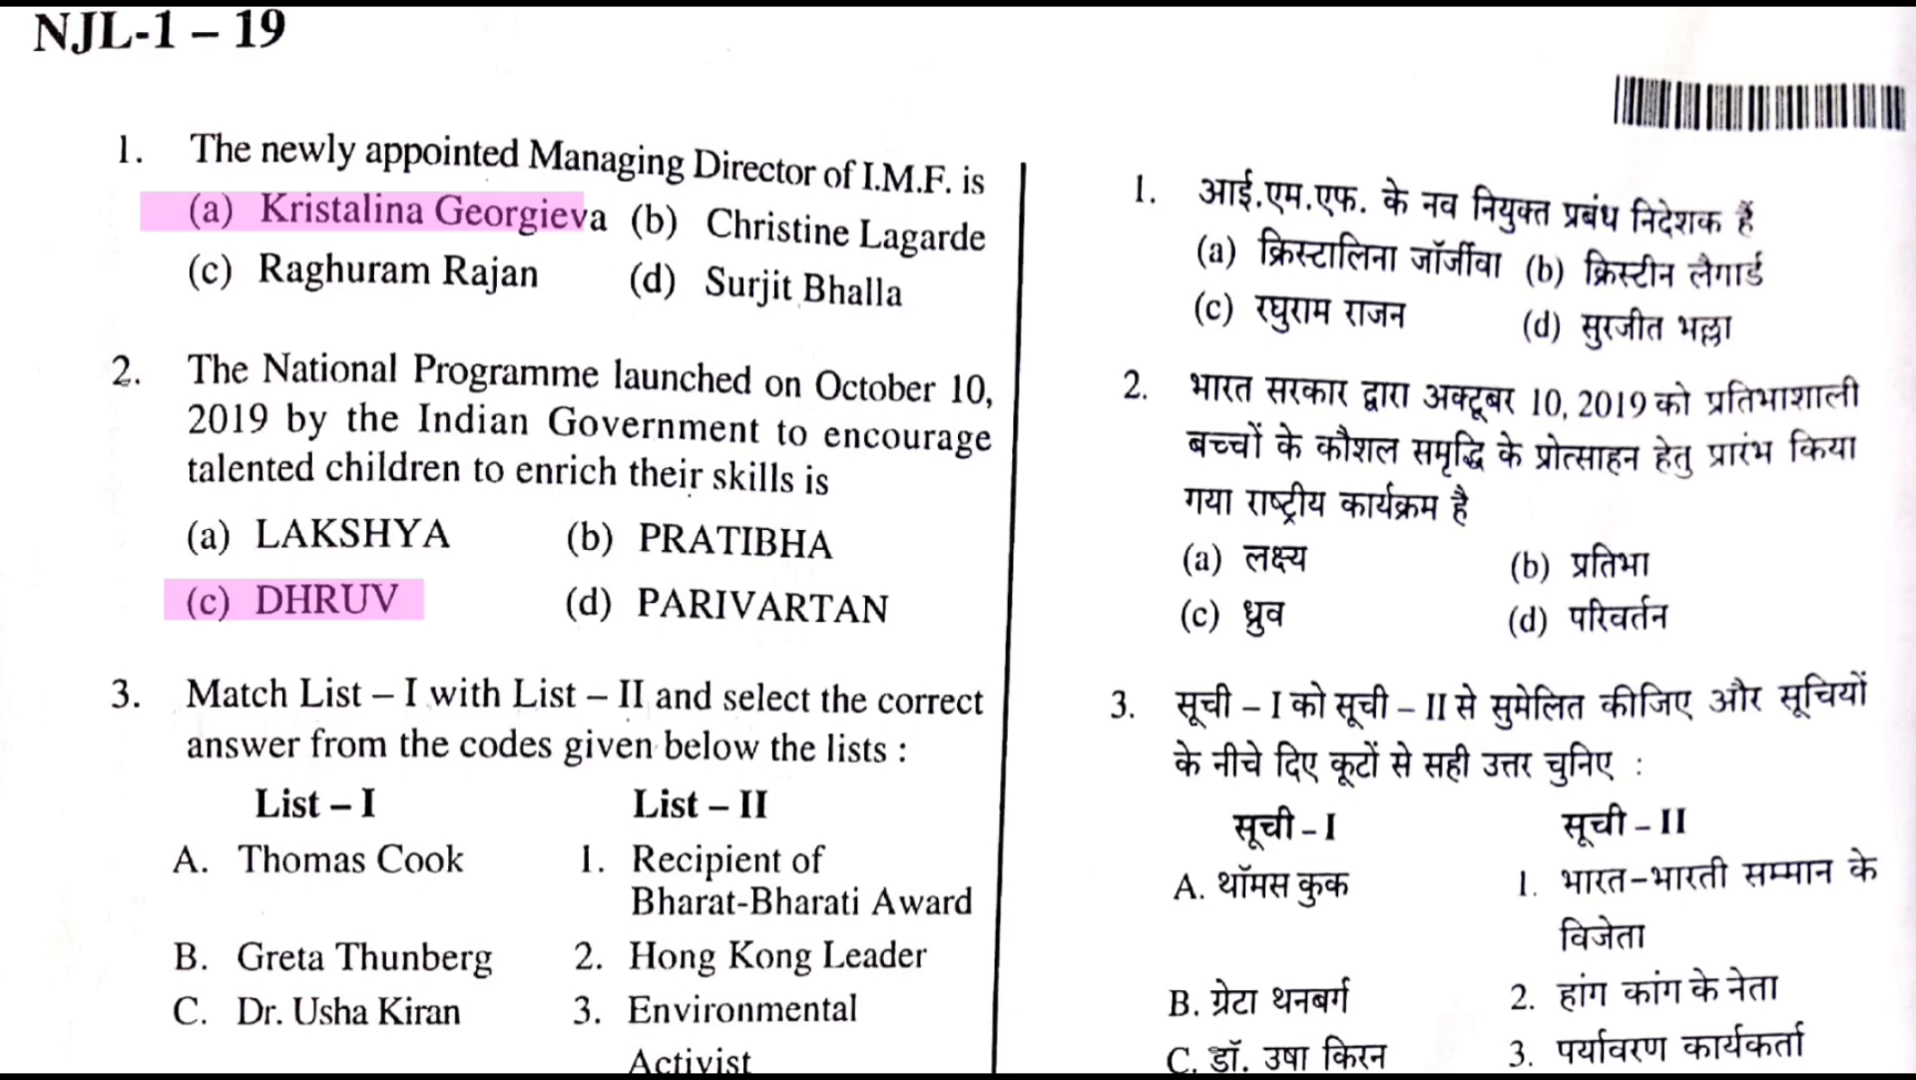 NJL-1 – 19
1. The newly appointed Managing Director of I.M.F. is
(a) Kristalina Georgieva (b) Christine Lagarde
(c) Raghuram Rajan (d) Surjit Bhalla
2. The National Programme launched on October 10,
2019 by the Indian Government to encourage
talented children to enrich their skills is
(a) LAKSHYA (b) PRATIBHA
(c) DHRUV (d) PARIVARTAN
3. Match List – I with List – II and select the correct
answer from the codes given below the lists :
List – I List – II
A. Thomas Cook 1. Recipient of
Bharat-Bharati Award
B. Greta Thunberg 2. Hong Kong Leader
C. Dr. Usha Kiran 3. Environmental
Activist
1. आई.एम.एफ. के नव नियुक्त प्रबंध निदेशक हैं
(a) क्रिस्टालिना जॉर्जीवा (b) क्रिस्टीन लैगार्ड
(c) रघुराम राजन (d) सुरजीत भल्ला
2. भारत सरकार द्वारा अक्टूबर 10, 2019 को प्रतिभाशाली
बच्चों के कौशल समृद्धि के प्रोत्साहन हेतु प्रारंभ किया
गया राष्ट्रीय कार्यक्रम है
(a) लक्ष्य (b) प्रतिभा
(c) ध्रुव (d) परिवर्तन
3. सूची – I को सूची – II से सुमेलित कीजिए और सूचियों
के नीचे दिए कूटों से सही उत्तर चुनिए :
सूची – I सूची – II
A. थॉमस कुक 1. भारत-भारती सम्मान के
विजेता
B. ग्रेटा थनबर्ग 2. हांग कांग के नेता
C. डॉ. उषा किरन 3. पर्यावरण कार्यकर्ता